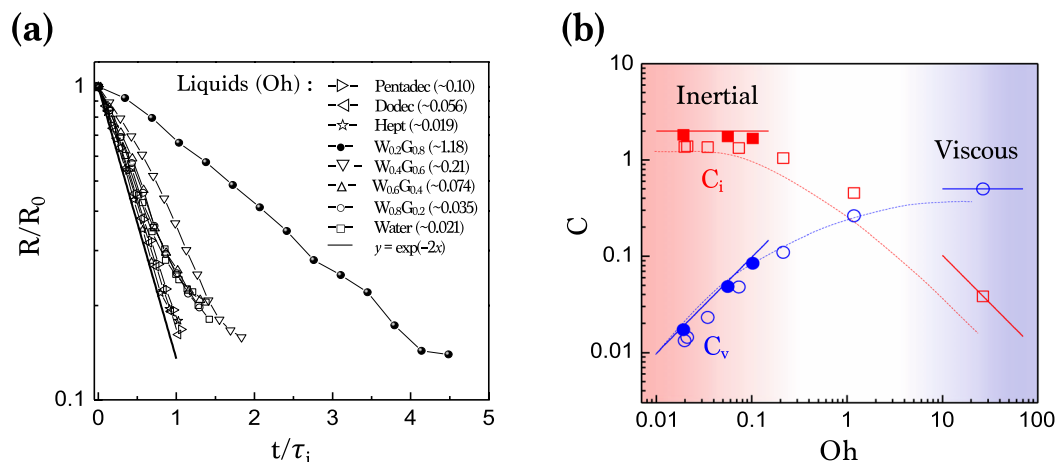 (a)
R/R₀
1
0.1
Liquids (Oh) :
Pentadec (~0.10)
Dodec (~0.056)
Hept (~0.019)
W₀.₂G₀.₈ (~1.18)
W₀.₄G₀.₆ (~0.21)
W₀.₆G₀.₄ (~0.074)
W₀.₈G₀.₂ (~0.035)
Water (~0.021)
y = exp(−2x)
0 1 2 3 4 5
t/τᵢ
(b)
C
10
1
0.1
0.01
Inertial
Viscous
Cᵢ
Cᵥ
0.01 0.1 1 10 100
Oh